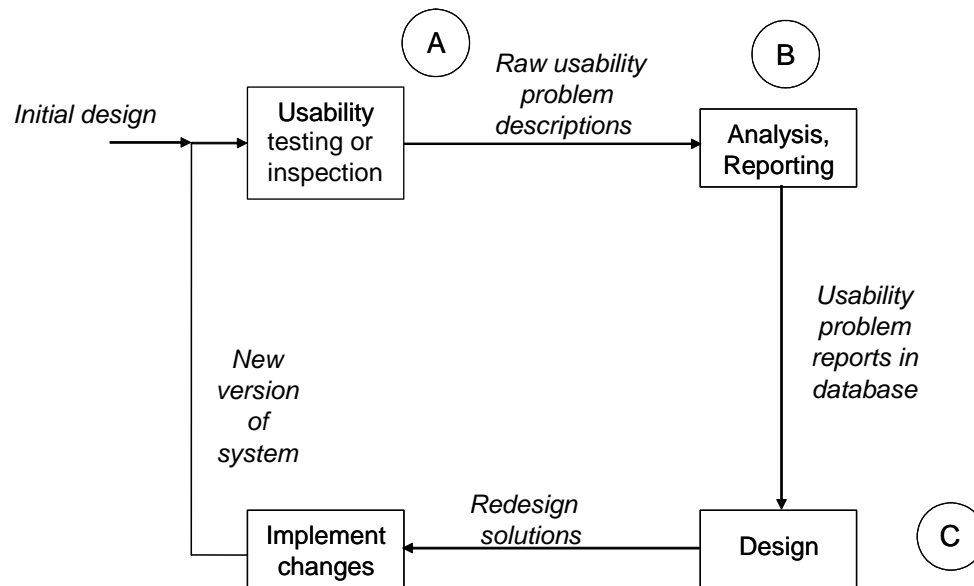 A
B
Raw usability
problem
descriptions
Initial design
Usability
testing or
inspection
Analysis,
Reporting
Usability
problem
reports in
database
New
version
of
system
Redesign
solutions
Implement
changes
Design
C